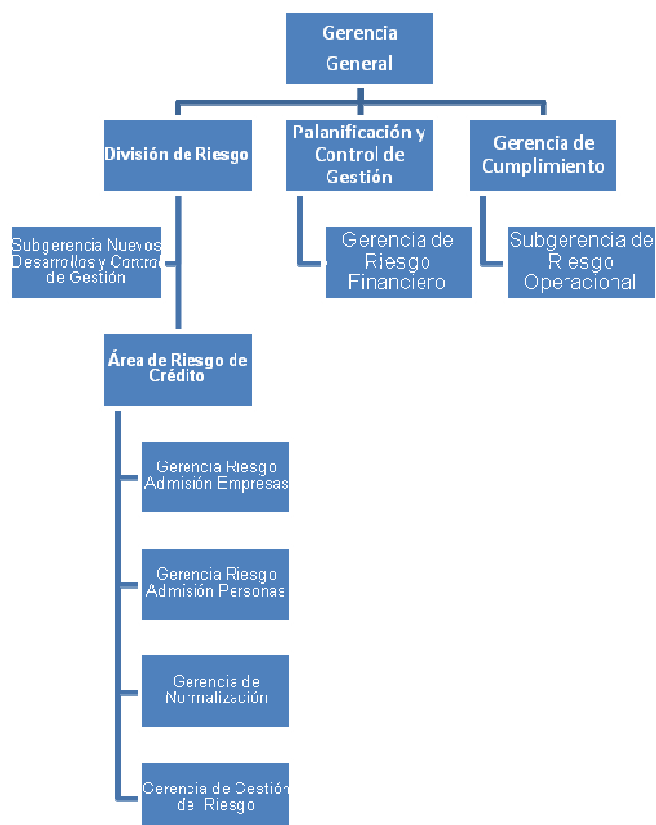 Gerencia
General
División de Riesgo
Palanificación y
Control de
Gestión
Gerencia de
Cumplimiento
Subgerencia Nuevos
Desarrollos y Control
de Gestión
Gerencia de
Riesgo
Financiero
Subgerencia de
Riesgo
Operacional
Área de Riesgo de
Crédito
Gerencia Riesgo
Admisión Empresas
Gerencia Riesgo
Admisión Personas
Gerencia de
Normalización
Gerencia de Gestión
de Riesgo